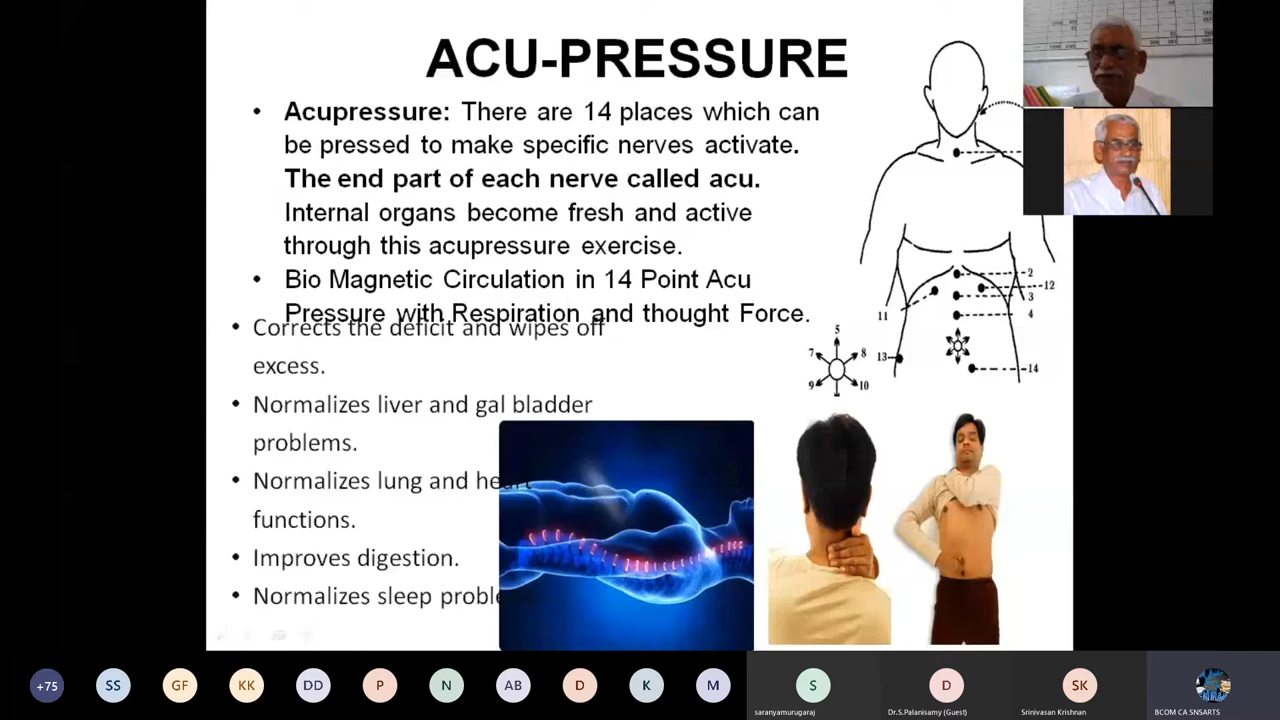 ACU-PRESSURE
• Acupressure: There are 14 places which can
be pressed to make specific nerves activate.
The end part of each nerve called acu.
Internal organs become fresh and active
through this acupressure exercise.
• Bio Magnetic Circulation in 14 Point Acu
Pressure with Respiration and thought Force.
• Corrects the deficit and wipes off
excess.
• Normalizes liver and gal bladder
problems.
• Normalizes lung and heart
functions.
• Improves digestion.
• Normalizes sleep
2
12
3
11
4
5
7
8
13
14
9
10
+75
SS
GF
KK
DD
P
N
AB
D
K
M
S
D
SK
saranyamurugaraj
Dr.S.Palanisamy (Guest)
Srinivasan Krishnan
BCOM CA SNSARTS